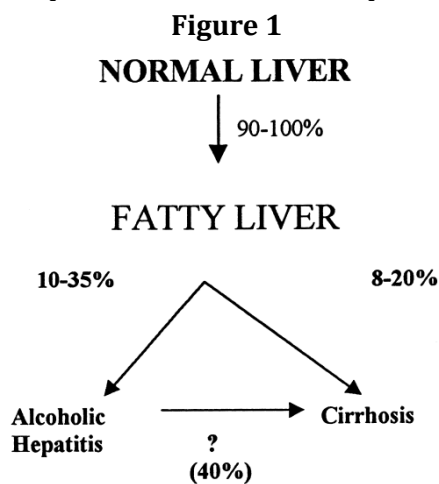 Figure 1
NORMAL LIVER
90-100%
FATTY LIVER
10-35%
8-20%
Alcoholic
Hepatitis
Cirrhosis
?
(40%)